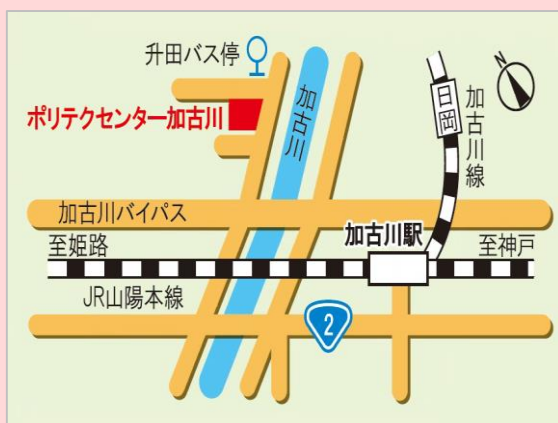 升田バス停
N
ポリテクセンター加古川
加古川
日岡
加古川線
加古川バイパス
至姫路
加古川駅
至神戸
JR山陽本線
2